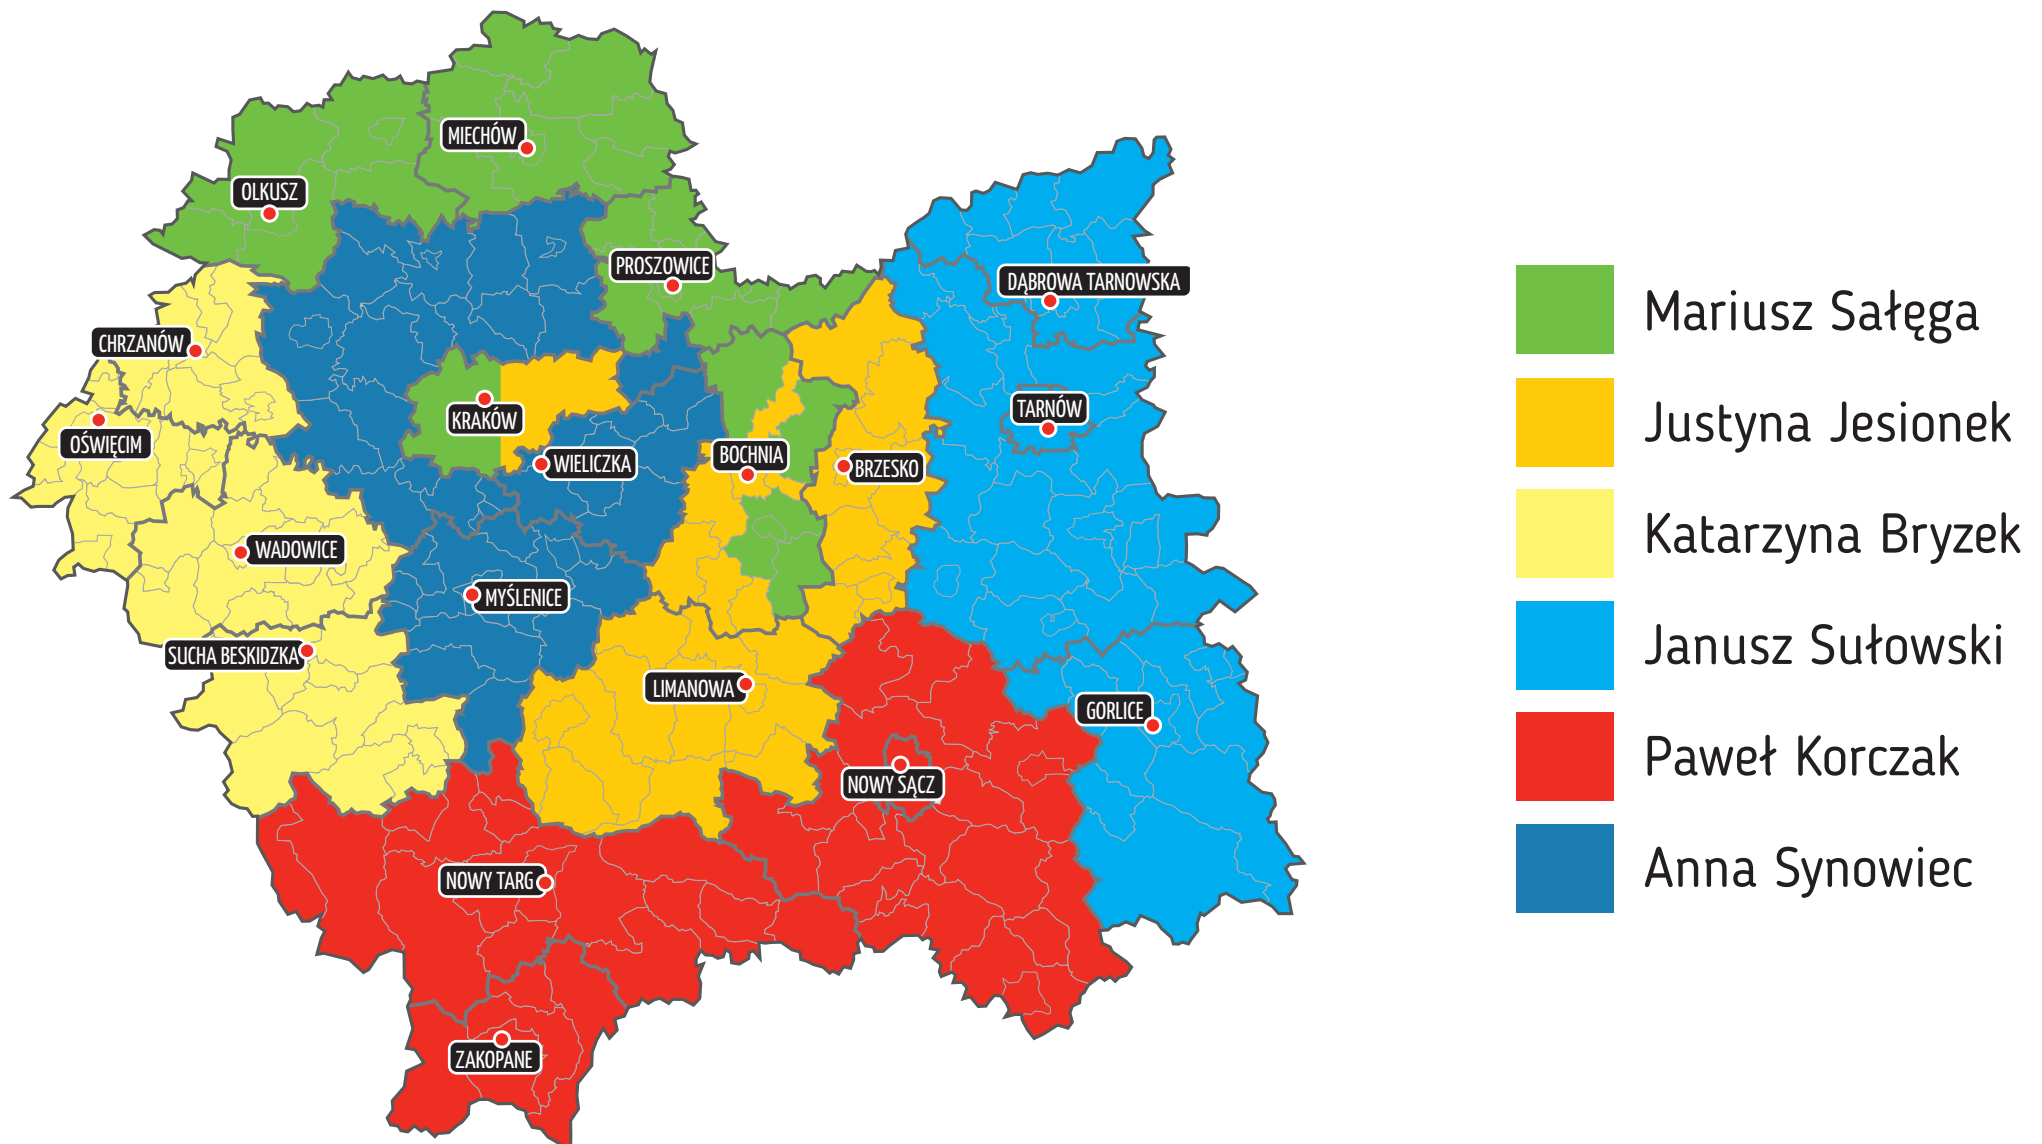 MIECHÓW
OLKUSZ
PROSZOWICE
DĄBROWA TARNOWSKA
CHRZANÓW
TARNÓW
KRAKÓW
OŚWIĘCIM
BOCHNIA
WIELICZKA
BRZESKO
WADOWICE
MYŚLENICE
SUCHA BESKIDZKA
LIMANOWA
GORLICE
NOWY SĄCZ
NOWY TARG
ZAKOPANE
Mariusz Sałęga
Justyna Jesionek
Katarzyna Bryzek
Janusz Sułowski
Paweł Korczak
Anna Synowiec